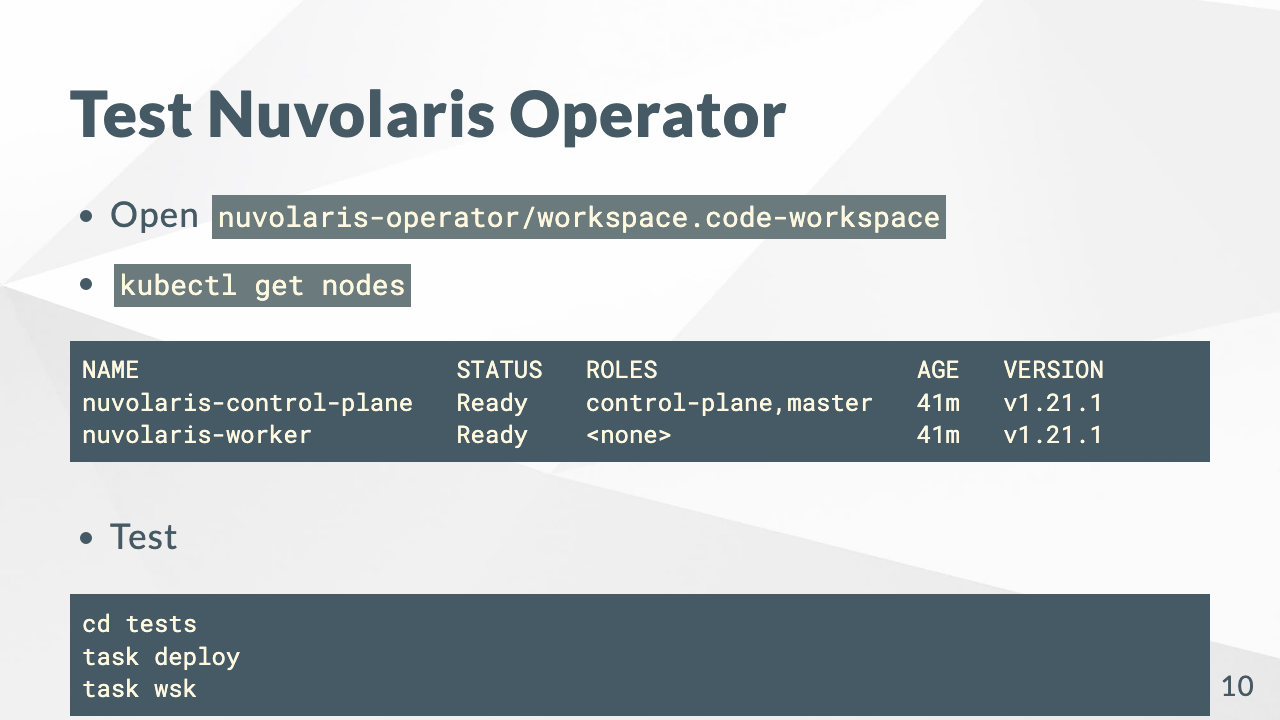 Test Nuvolaris Operator
• Open nuvolaris-operator/workspace.code-workspace
• kubectl get nodes
NAME                      STATUS   ROLES                  AGE   VERSION
nuvolaris-control-plane   Ready    control-plane,master   41m   v1.21.1
nuvolaris-worker          Ready    <none>                 41m   v1.21.1
• Test
cd tests
task deploy
task wsk
10